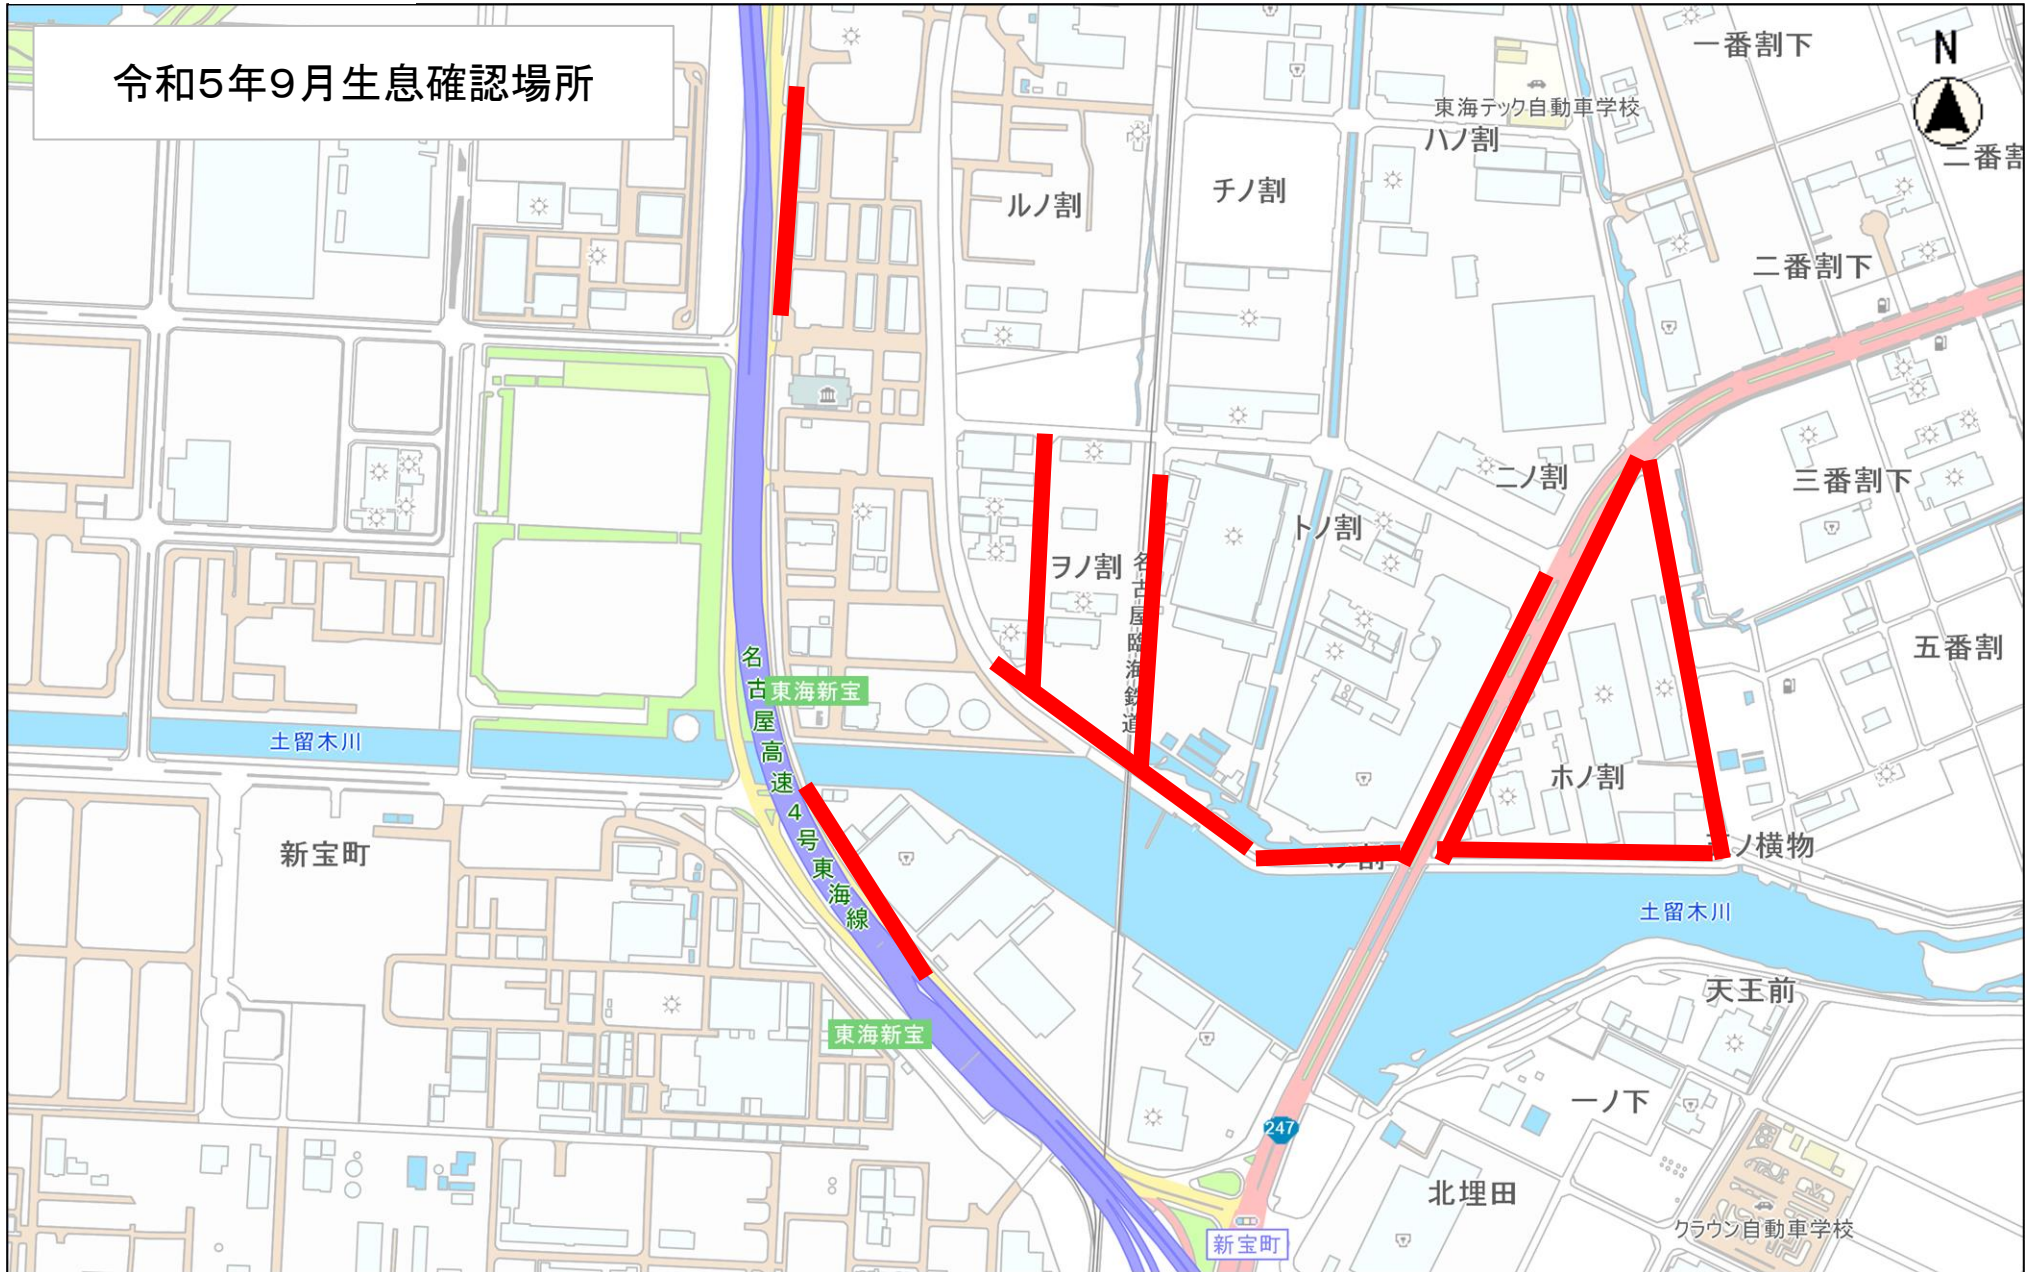 令和5年9月生息確認場所
N
一番割下
東海テック自動車学校
ハノ割
二番割
ルノ割
チノ割
二番割下
ニノ割
三番割下
トノ割
ヲノ割
名古屋臨海鉄道
五番割
名古屋高速4号東海線
東海新宝
土留木川
ホノ割
新宝町
ノ横物
ノ割
土留木川
天王前
東海新宝
一ノ下
247
北埋田
クラウン自動車学校
新宝町